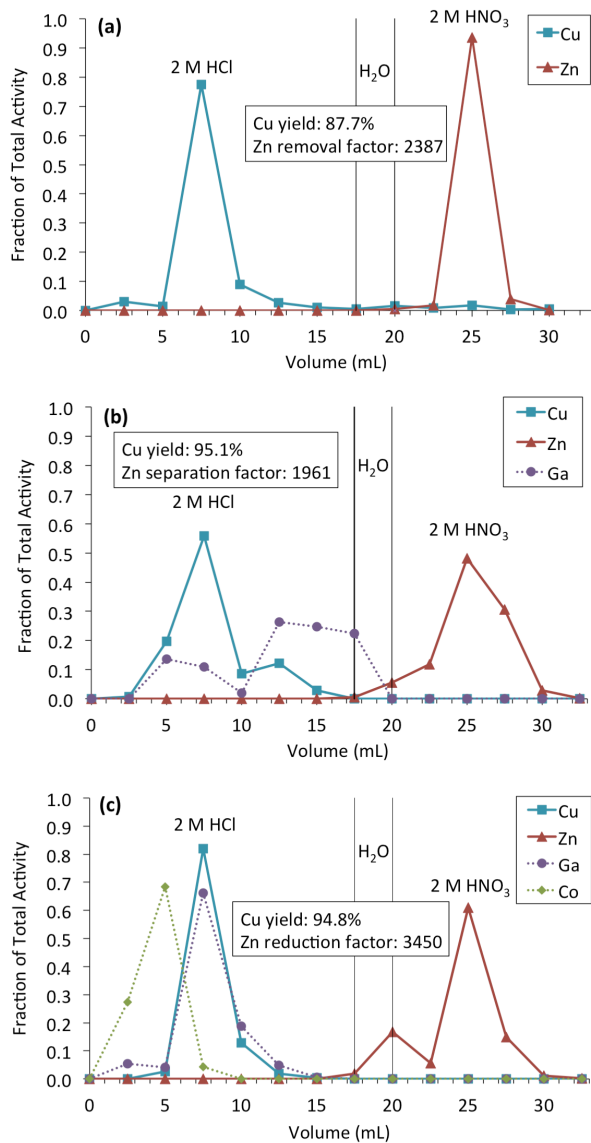 (a)
2 M HCl
H₂O
2 M HNO₃
Cu
Zn
Cu yield: 87.7%
Zn removal factor: 2387
Fraction of Total Activity
1.0
0.9
0.8
0.7
0.6
0.5
0.4
0.3
0.2
0.1
0.0
0 5 10 15 20 25 30
Volume (mL)
(b)
Cu yield: 95.1%
Zn separation factor: 1961
2 M HCl
H₂O
2 M HNO₃
Cu
Zn
Ga
Fraction of Total Activity
1.0
0.9
0.8
0.7
0.6
0.5
0.4
0.3
0.2
0.1
0.0
0 5 10 15 20 25 30
Volume (mL)
(c)
2 M HCl
H₂O
2 M HNO₃
Cu
Zn
Ga
Co
Cu yield: 94.8%
Zn reduction factor: 3450
Fraction of Total Activity
1.0
0.9
0.8
0.7
0.6
0.5
0.4
0.3
0.2
0.1
0.0
0 5 10 15 20 25 30
Volume (mL)